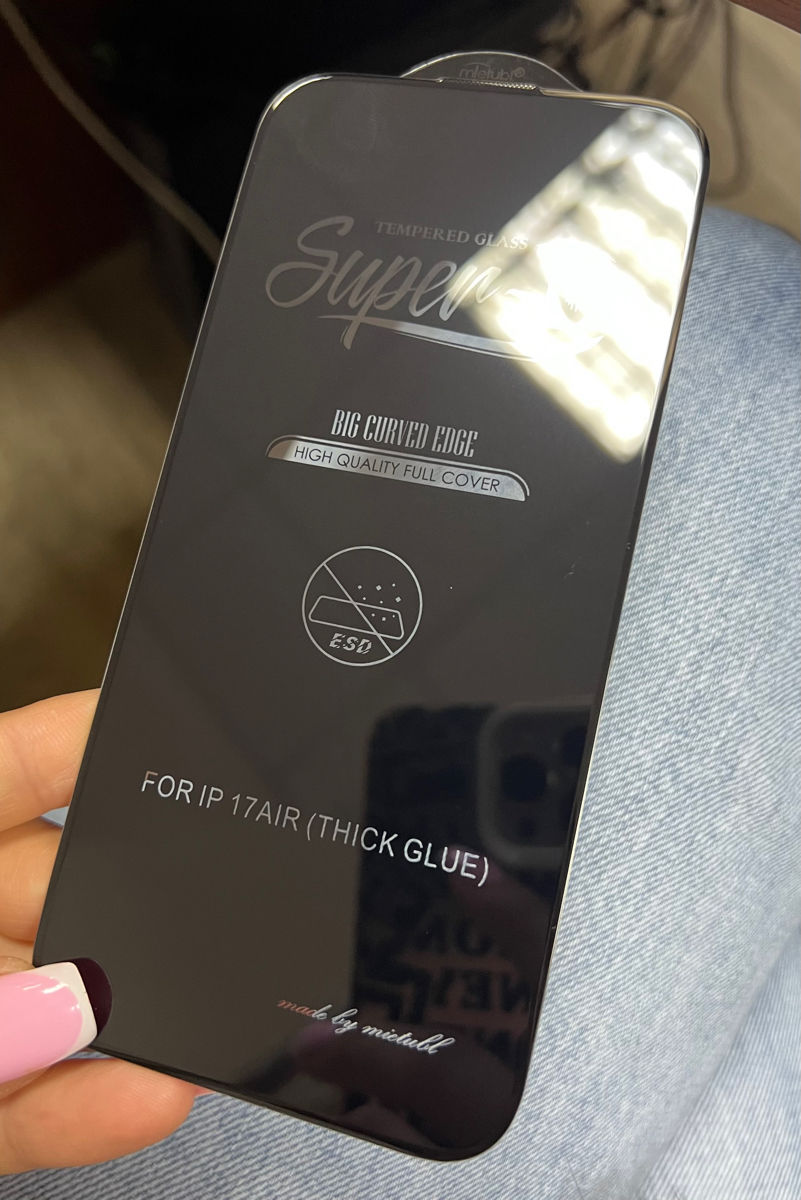 mietubl®
TEMPERED GLASS
Super
BIG CURVED EDGE
HIGH QUALITY FULL COVER
ESD
FOR IP 17AIR (THICK GLUE)
made by mietubl